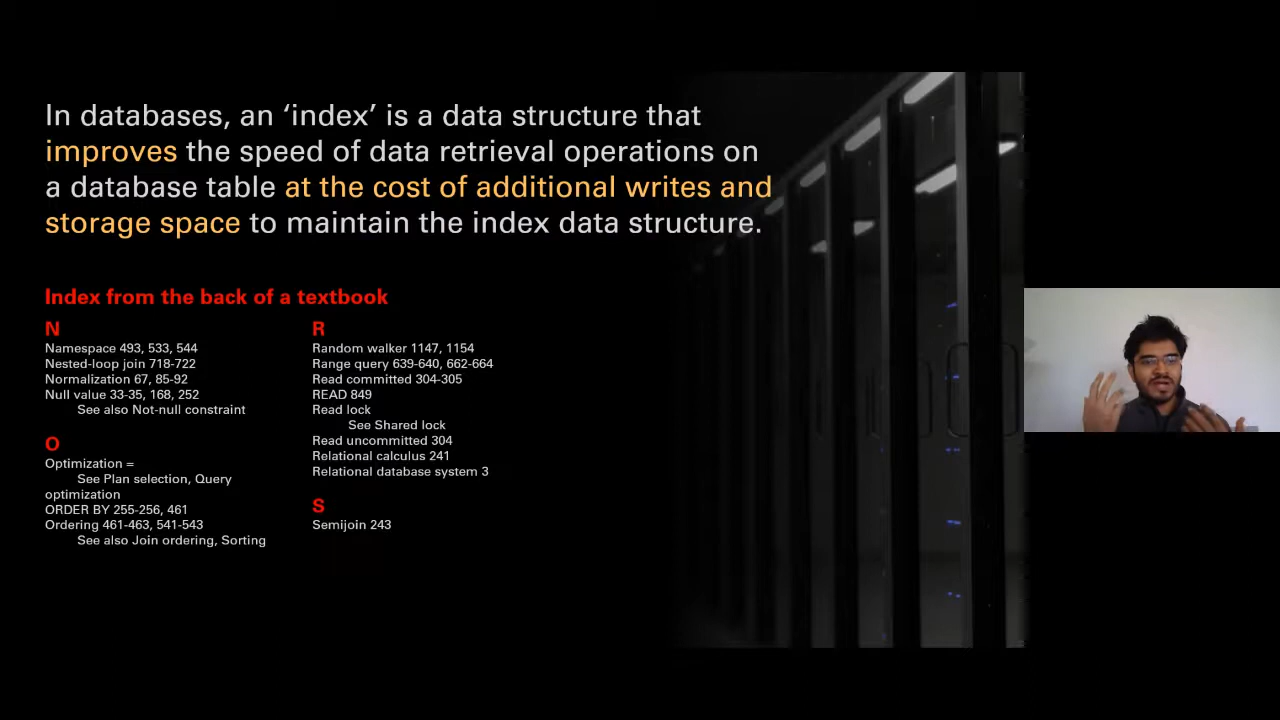 In databases, an ‘index’ is a data structure that
improves the speed of data retrieval operations on
a database table at the cost of additional writes and
storage space to maintain the index data structure.
Index from the back of a textbook
N
Namespace 493, 533, 544
Nested-loop join 718-722
Normalization 67, 85-92
Null value 33-35, 168, 252
See also Not-null constraint
O
Optimization =
See Plan selection, Query
optimization
ORDER BY 255-256, 461
Ordering 461-463, 541-543
See also Join ordering, Sorting
R
Random walker 1147, 1154
Range query 639-640, 662-664
Read committed 304-305
READ 849
Read lock
See Shared lock
Read uncommitted 304
Relational calculus 241
Relational database system 3
S
Semijoin 243